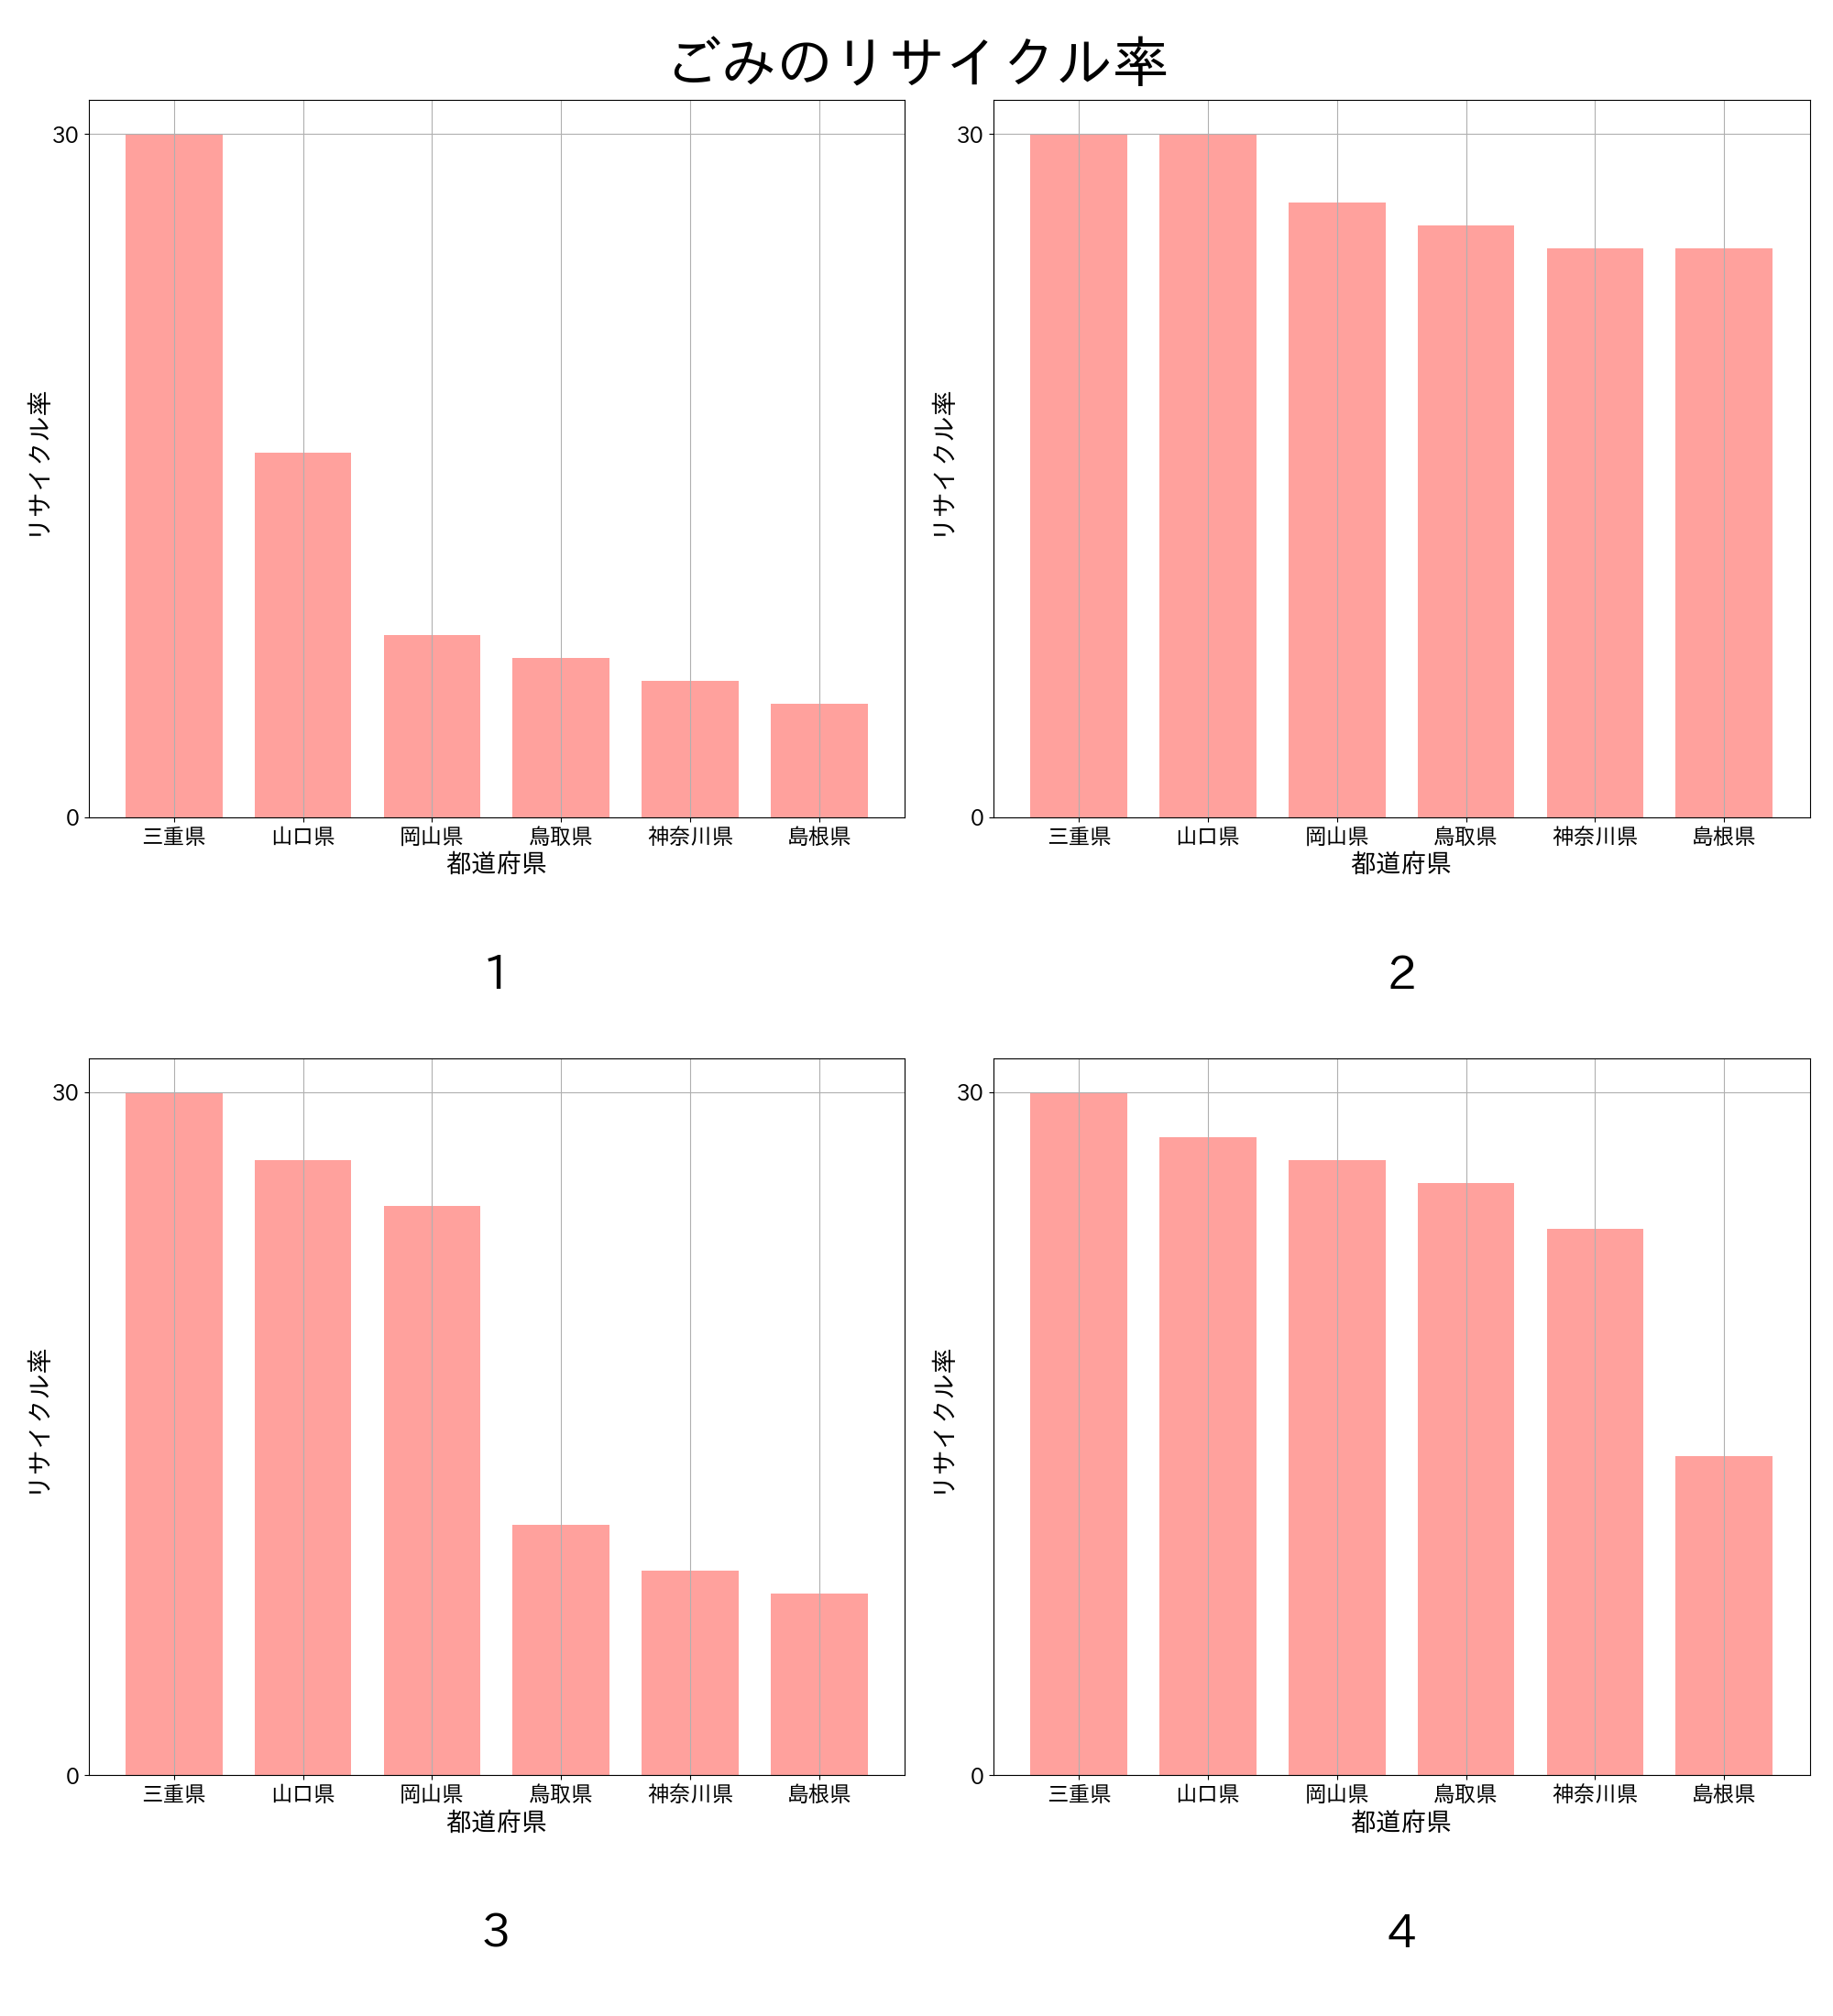 ごみのリサイクル率
30
リサイクル率
0
三重県 山口県 岡山県 鳥取県 神奈川県 島根県
都道府県
1
30
リサイクル率
0
三重県 山口県 岡山県 鳥取県 神奈川県 島根県
都道府県
2
30
リサイクル率
0
三重県 山口県 岡山県 鳥取県 神奈川県 島根県
都道府県
3
30
リサイクル率
0
三重県 山口県 岡山県 鳥取県 神奈川県 島根県
都道府県
4